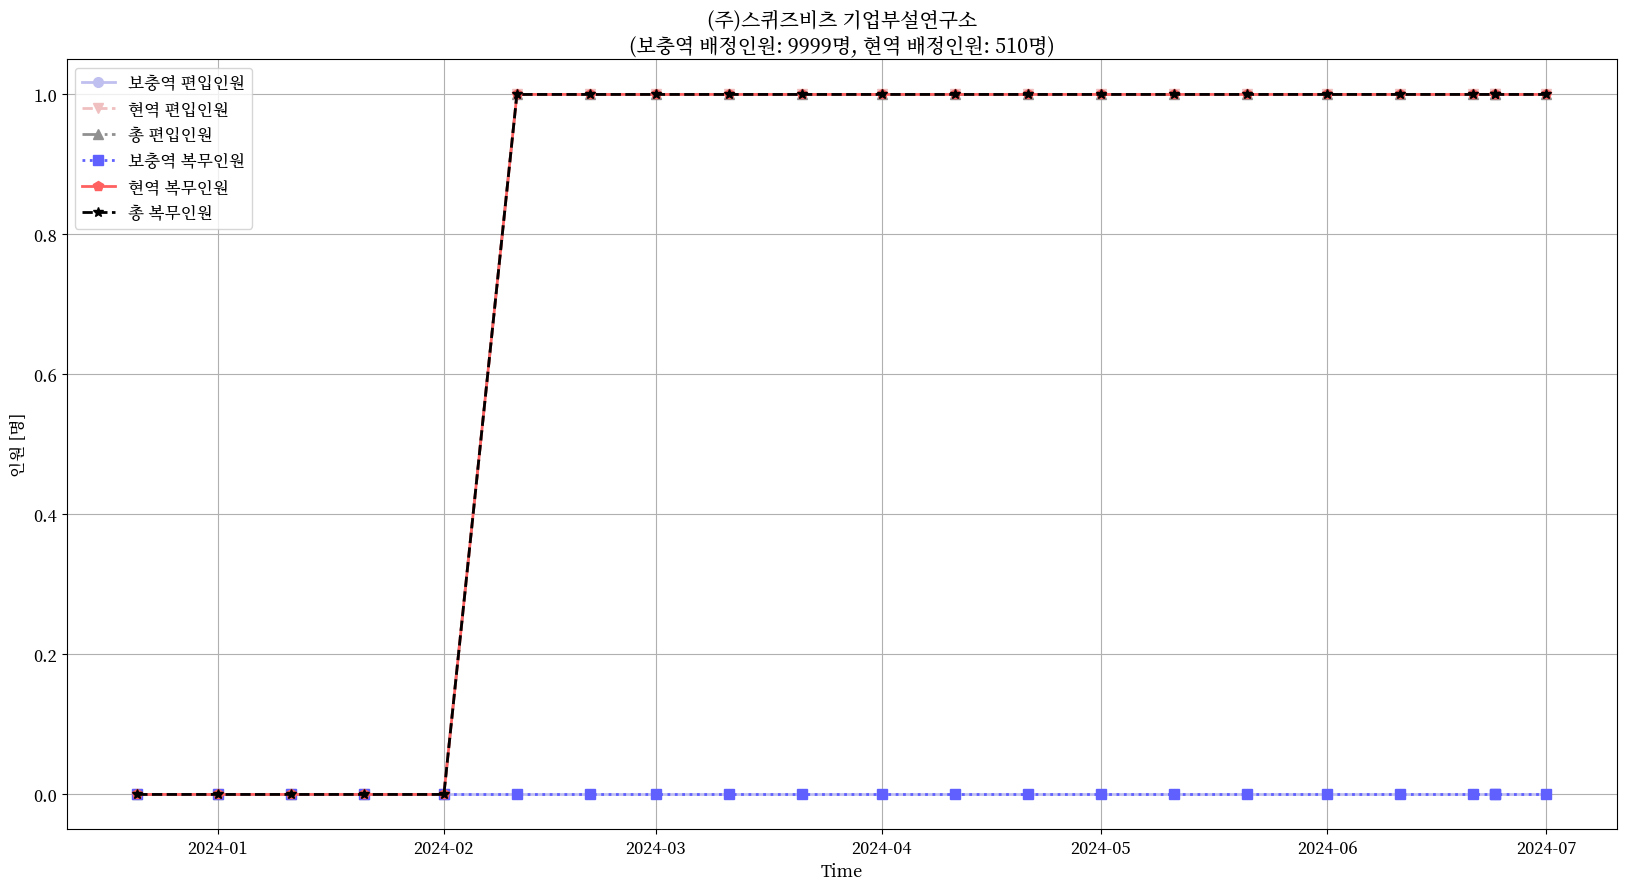 (주)스퀴즈비츠 기업부설연구소
(보충역 배정인원: 9999명, 현역 배정인원: 510명)
보충역 편입인원
현역 편입인원
총 편입인원
보충역 복무인원
현역 복무인원
총 복무인원
1.0
0.8
0.6
0.4
0.2
0.0
인원 [명]
2024-01 2024-02 2024-03 2024-04 2024-05 2024-06 2024-07
Time